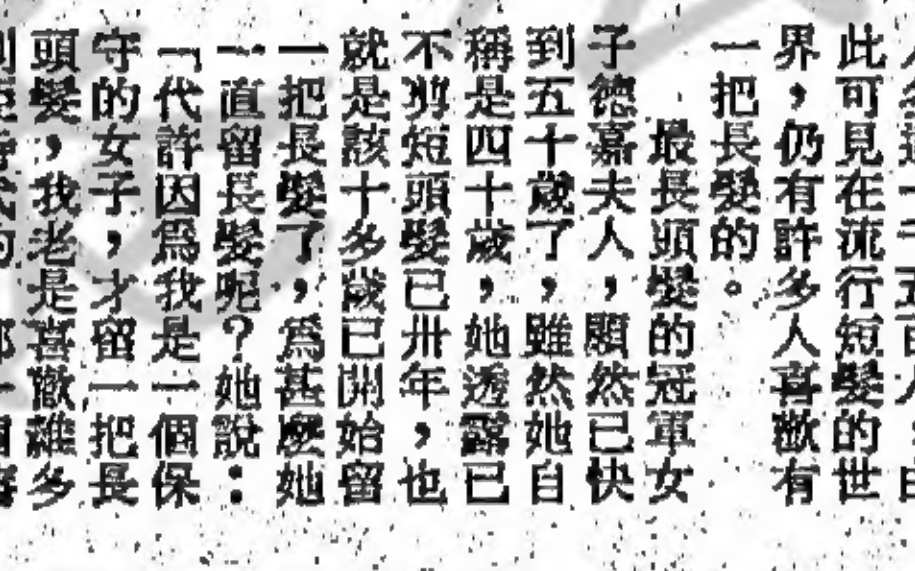 此可見在流行短髮的世
界，仍有許多人喜歡有
一把長髮的。
最長頭髮的冠軍女
子德嘉夫人，顯然已快
到五十歲了，雖然她自
稱是四十歲，她透露已
不剪短頭髮已卅年，也
就是該十多歲已開始留
一把長髮了，爲甚麼她
一直留長髮呢？她說：
「代許因爲我是一個保
守的女子，才留一把長
頭髮，我老是喜歡雜多